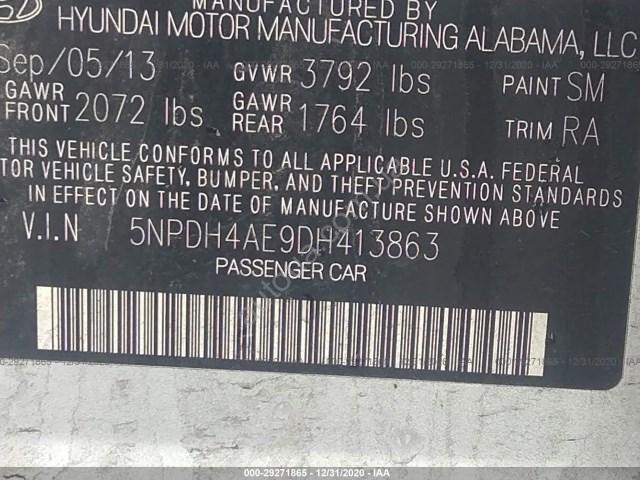 MANUFACTURED BY
HYUNDAI MOTOR MANUFACTURING ALABAMA, LLC
Sep/05/13 GVWR 3792 lbs PAINT SM
GAWR FRONT 2072 lbs GAWR REAR 1764 lbs TRIM RA
THIS VEHICLE CONFORMS TO ALL APPLICABLE U.S.A. FEDERAL
TOR VEHICLE SAFETY, BUMPER, AND THEFT PREVENTION STANDARDS
IN EFFECT ON THE DATE OF MANUFACTURE SHOWN ABOVE
V.I.N 5NPDH4AE9DH413863
PASSENGER CAR
000-29271865 - 12/31/2020 - IAA